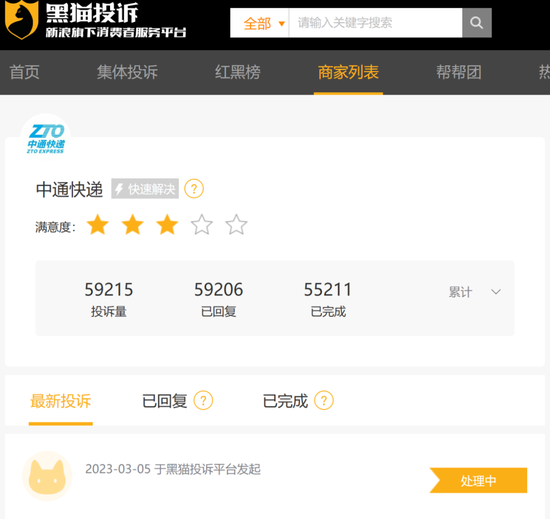 黑猫投诉
新浪旗下消费者服务平台
全部 请输入关键字搜索
首页 集体投诉 红黑榜 商家列表 帮帮团 热
ZTO
中通快递
ZTO EXPRESS
中通快递 快速解决 ?
满意度：
59215 59206 55211 累计
投诉量 已回复 已完成
最新投诉 已回复 ? 已完成 ?
2023-03-05 于黑猫投诉平台发起
处理中